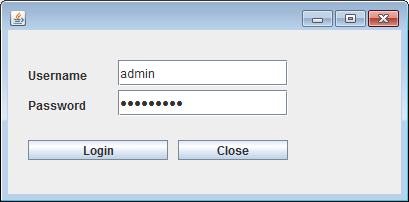 Username admin
Password •••••••••
Login Close